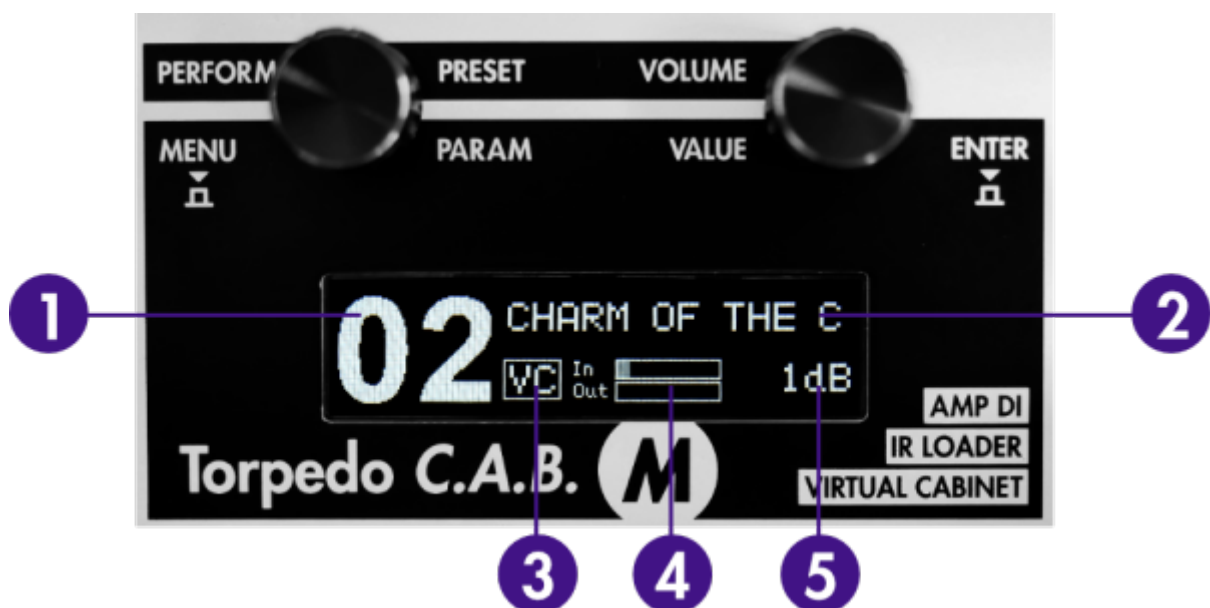 PERFORM PRESET VOLUME
MENU PARAM VALUE ENTER
1 02 CHARM OF THE C 2
VC In 1dB
Out
AMP DI
IR LOADER
Torpedo C.A.B. M VIRTUAL CABINET
3 4 5